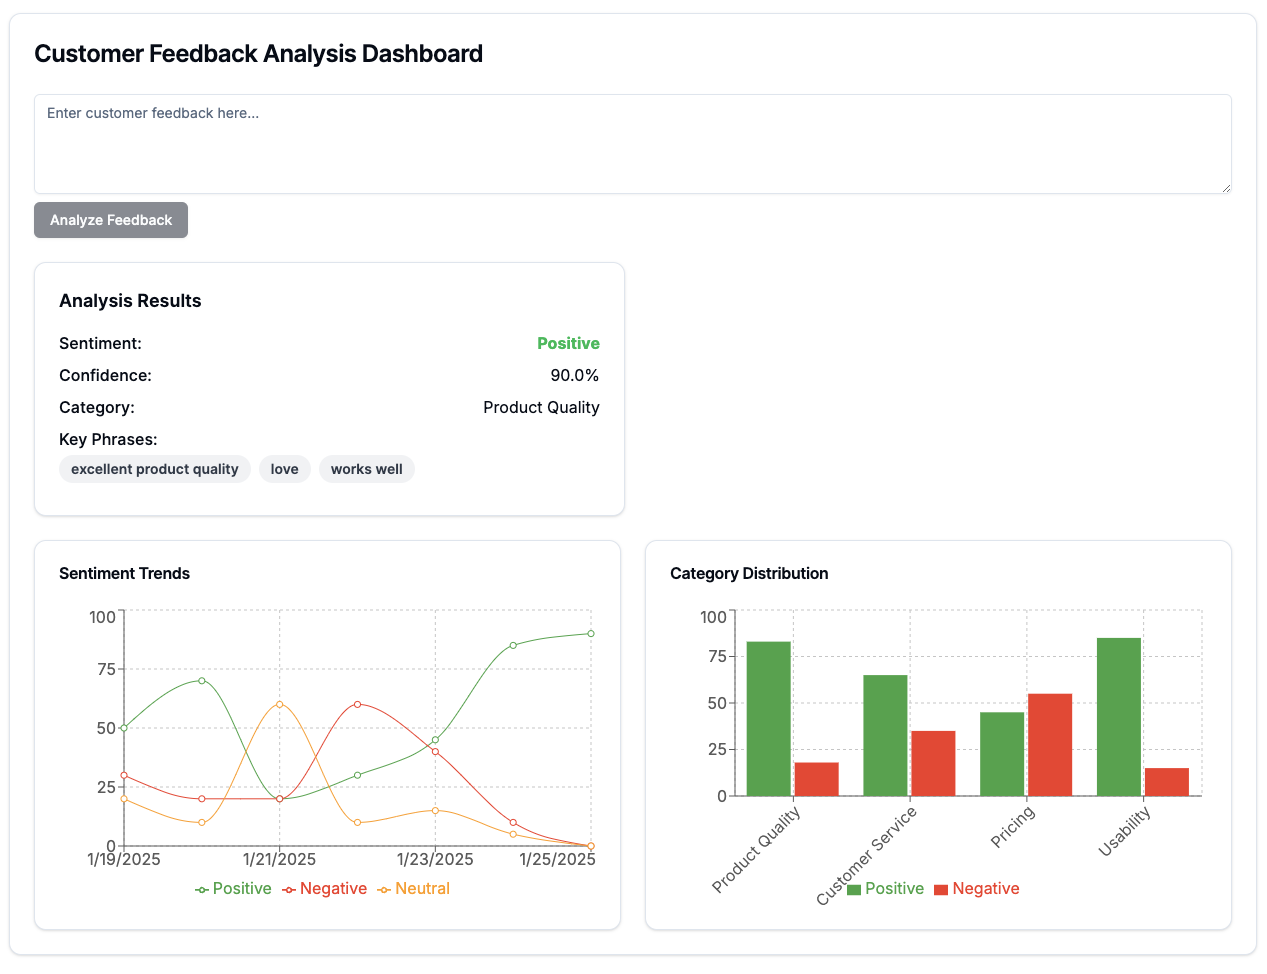 Customer Feedback Analysis Dashboard
Enter customer feedback here...
Analyze Feedback
Analysis Results
Sentiment: Positive
Confidence: 90.0%
Category: Product Quality
Key Phrases:
excellent product quality love works well
Sentiment Trends
100
75
50
25
0
1/19/2025 1/21/2025 1/23/2025 1/25/2025
Positive Negative Neutral
Category Distribution
100
75
50
25
0
Product Quality Customer Service Pricing Usability
Positive Negative